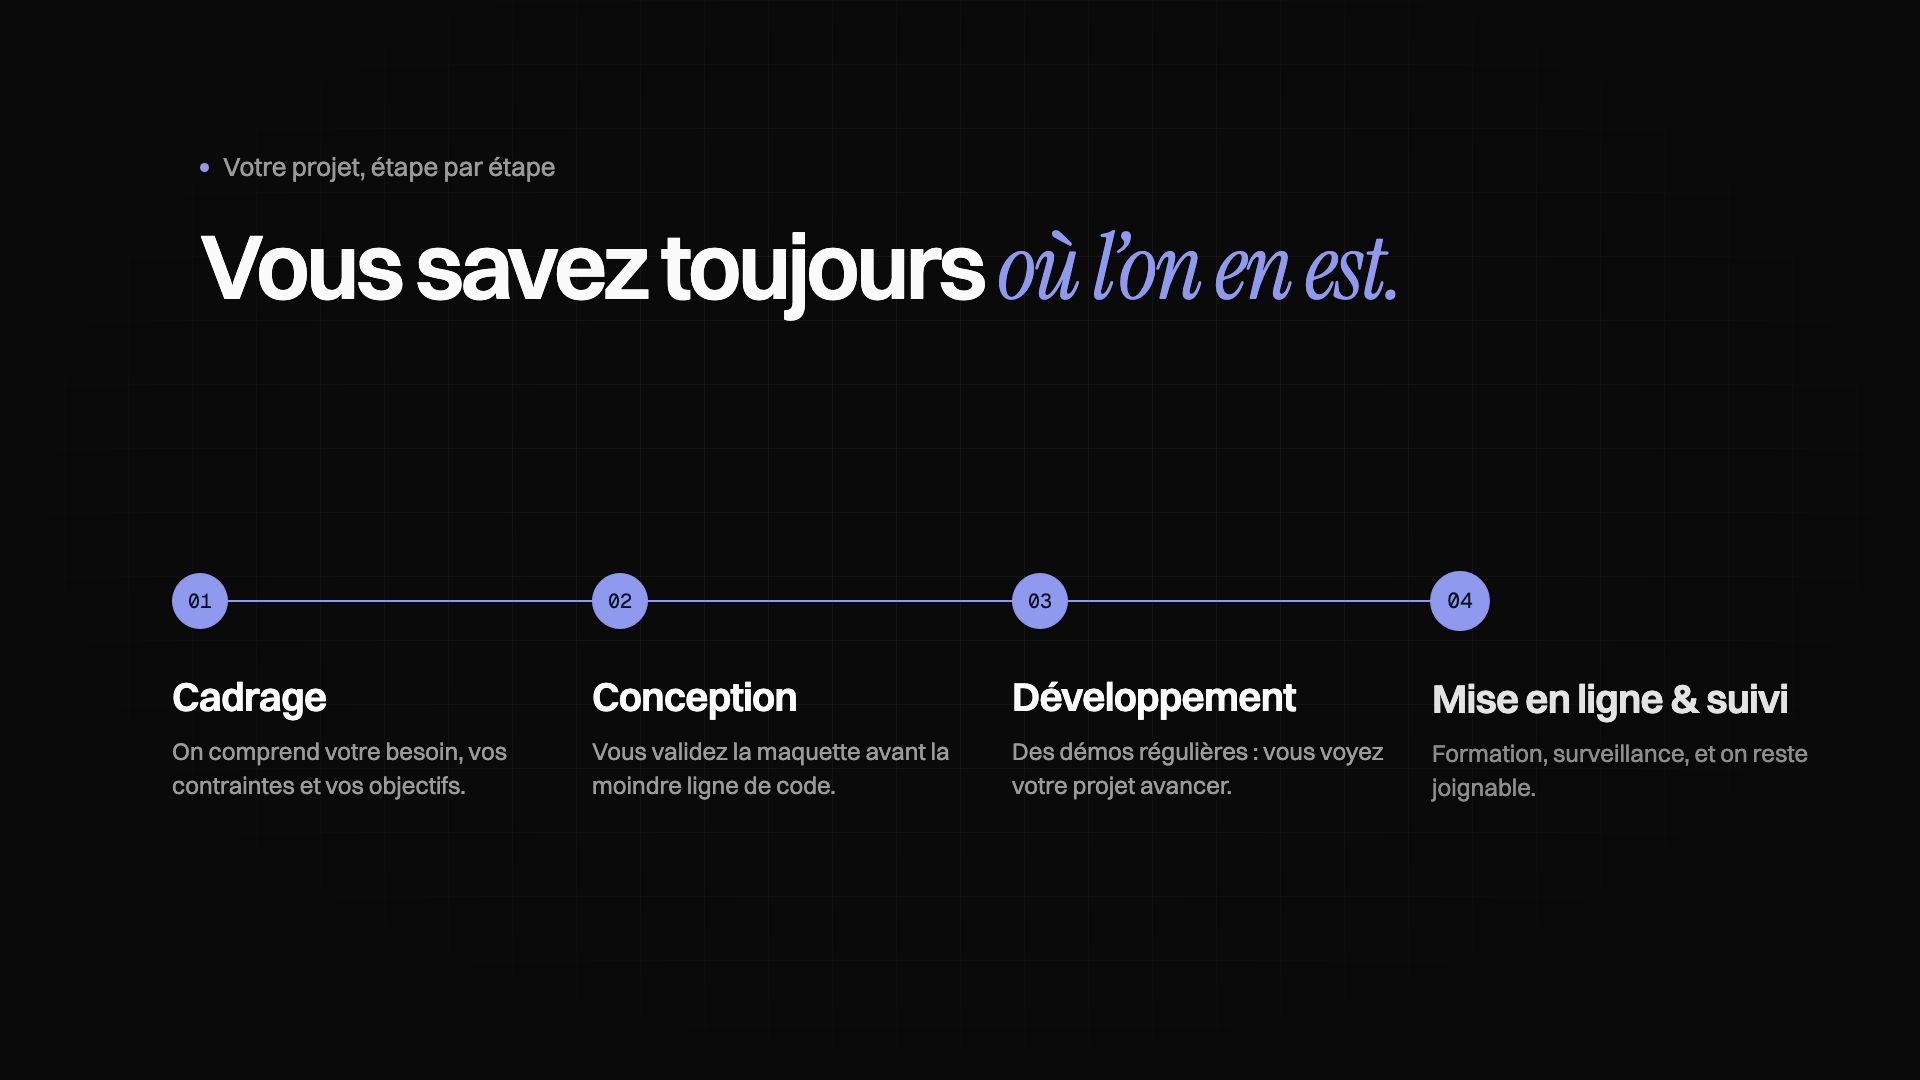 Votre projet, étape par étape
Vous savez toujours où l’on en est.
01
02
03
04
Cadrage
On comprend votre besoin, vos
contraintes et vos objectifs.
Conception
Vous validez la maquette avant la
moindre ligne de code.
Développement
Des démos régulières : vous voyez
votre projet avancer.
Mise en ligne & suivi
Formation, surveillance, et on reste
joignable.